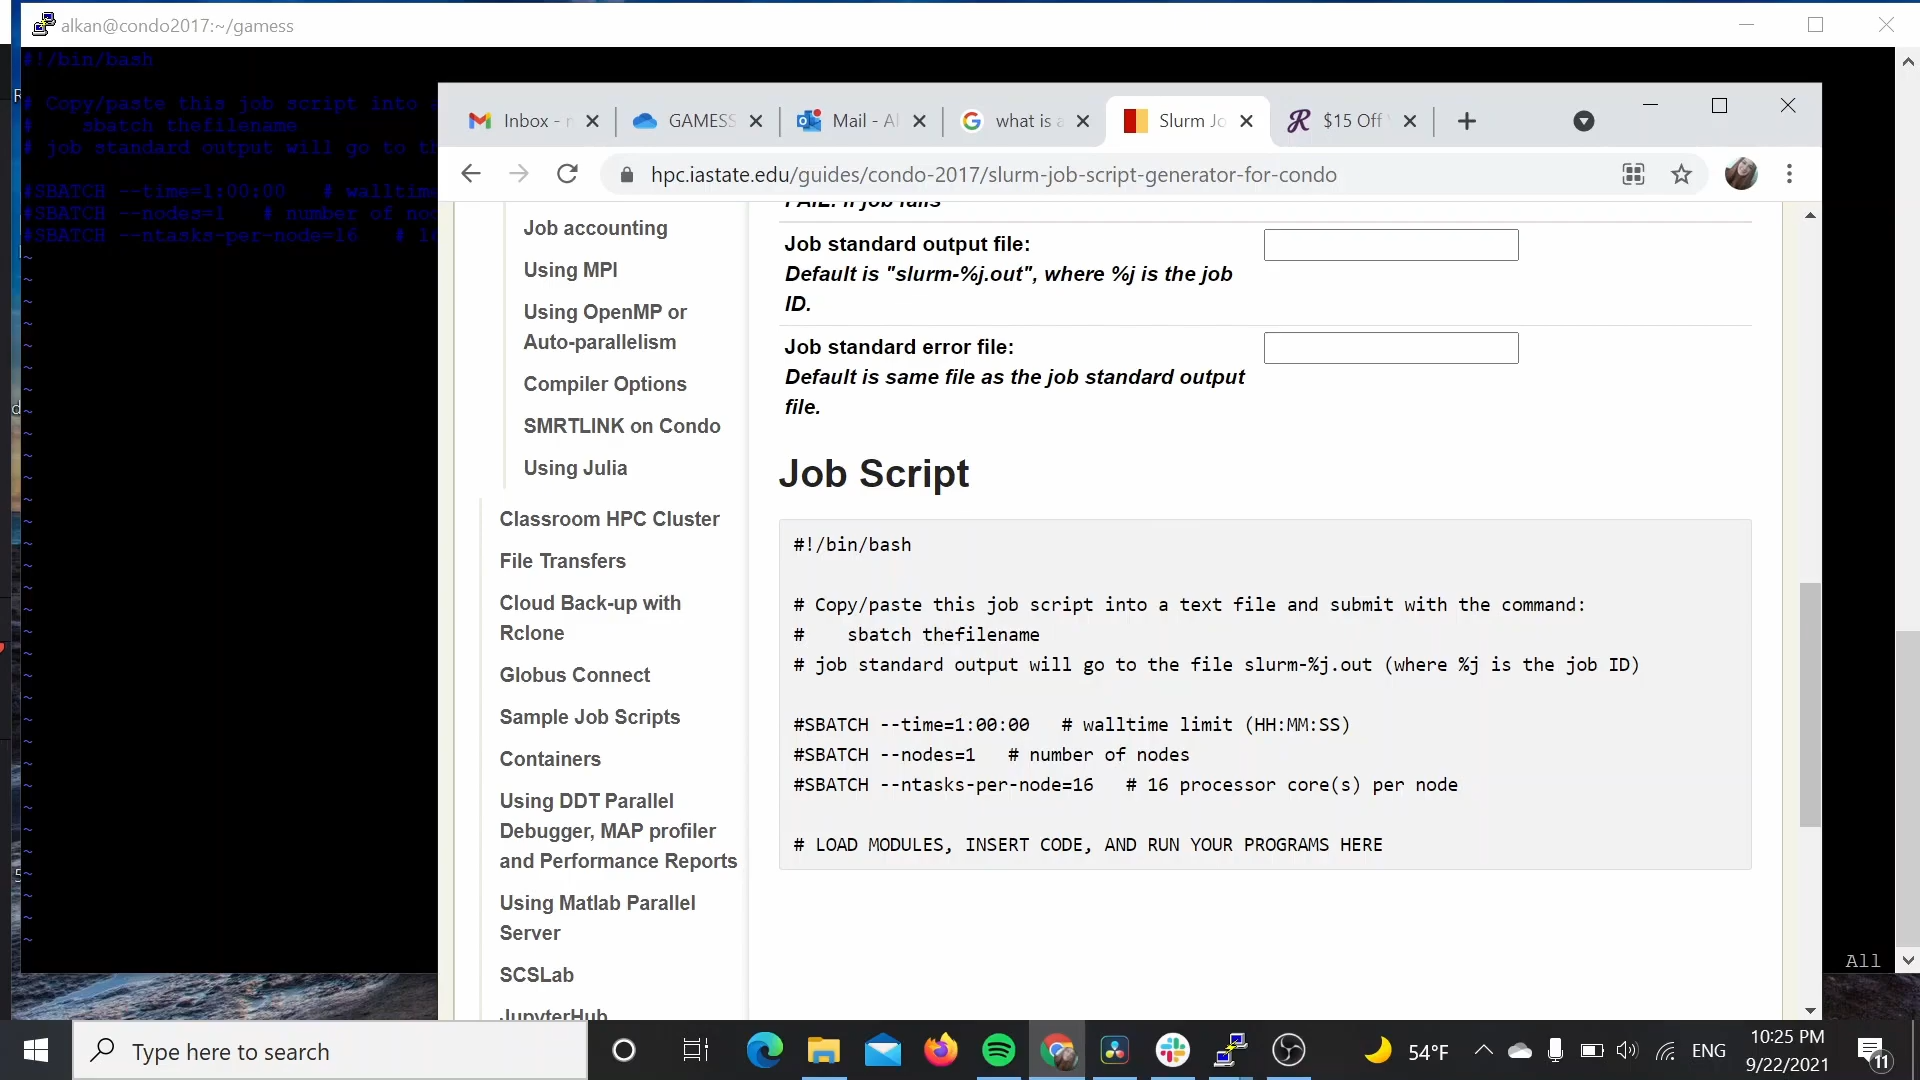 alkan@condo2017:~/gamess
#!/bin/bash
# Copy/paste this job script into
#    sbatch thefilename
# job standard output will go to
#SBATCH --time=1:00:00   # walltime
#SBATCH --nodes=1   # number of
#SBATCH --ntasks-per-node=16   #
All
Inbox -
GAMESS
Mail -
what is
Slurm Jo
$15 Off
hpc.iastate.edu/guides/condo-2017/slurm-job-script-generator-for-condo
Job accounting
Using MPI
Using OpenMP or
Auto-parallelism
Compiler Options
SMRTLINK on Condo
Using Julia
Classroom HPC Cluster
File Transfers
Cloud Back-up with
Rclone
Globus Connect
Sample Job Scripts
Containers
Using DDT Parallel
Debugger, MAP profiler
and Performance Reports
Using Matlab Parallel
Server
SCSLab
JupyterHub
FAIL: if job fails
Job standard output file:
Default is "slurm-%j.out", where %j is the job
ID.
Job standard error file:
Default is same file as the job standard output
file.
Job Script
#!/bin/bash
# Copy/paste this job script into a text file and submit with the command:
#    sbatch thefilename
# job standard output will go to the file slurm-%j.out (where %j is the job ID)
#SBATCH --time=1:00:00   # walltime limit (HH:MM:SS)
#SBATCH --nodes=1   # number of nodes
#SBATCH --ntasks-per-node=16   # 16 processor core(s) per node
# LOAD MODULES, INSERT CODE, AND RUN YOUR PROGRAMS HERE
Type here to search
54°F
ENG
10:25 PM
9/22/2021
11